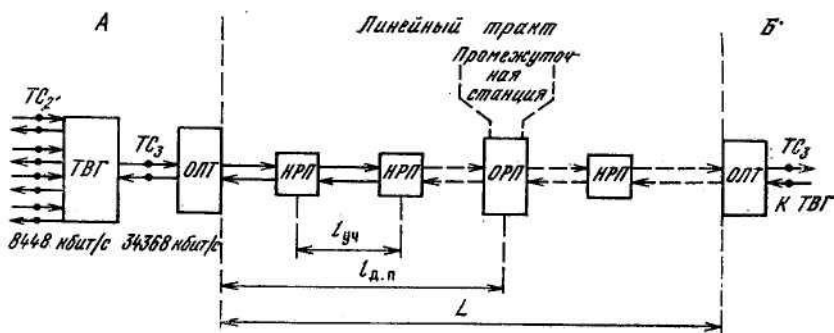 А
Линейный тракт
Б
Промежуточ-
ная
станция
ТС₂
ТС₃
ТС₃
ТВГ
ОЛТ
НРП
НРП
ОРП
НРП
ОЛТ
К ТВГ
8448 кбит/с 34368 кбит/с
lуч
lд.п
L